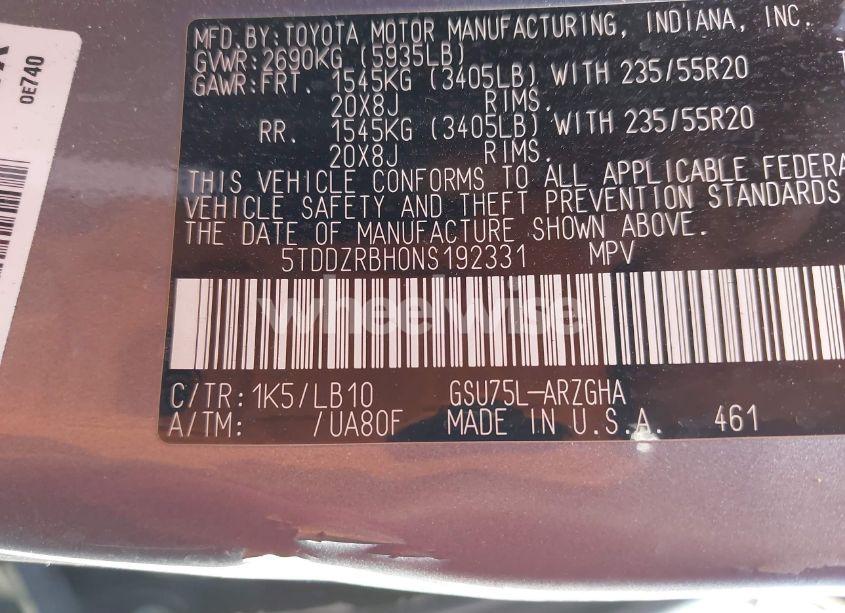 OE740
MFD.BY:TOYOTA MOTOR MANUFACTURING, INDIANA, INC.
GVWR:2690KG (5935LB)
GAWR:FRT. 1545KG (3405LB) WITH 235/55R20
20X8J RIMS.
RR. 1545KG (3405LB) WITH 235/55R20
20X8J RIMS.
THIS VEHICLE CONFORMS TO ALL APPLICABLE FEDERA
VEHICLE SAFETY AND THEFT PREVENTION STANDARDS
THE DATE OF MANUFACTURE SHOWN ABOVE.
5TDDZRBH0NS192331 MPV
wheelwise
C/TR:1K5/LB10 GSU75L-ARZGHA
A/TM: /UA80F MADE IN U.S.A. 461